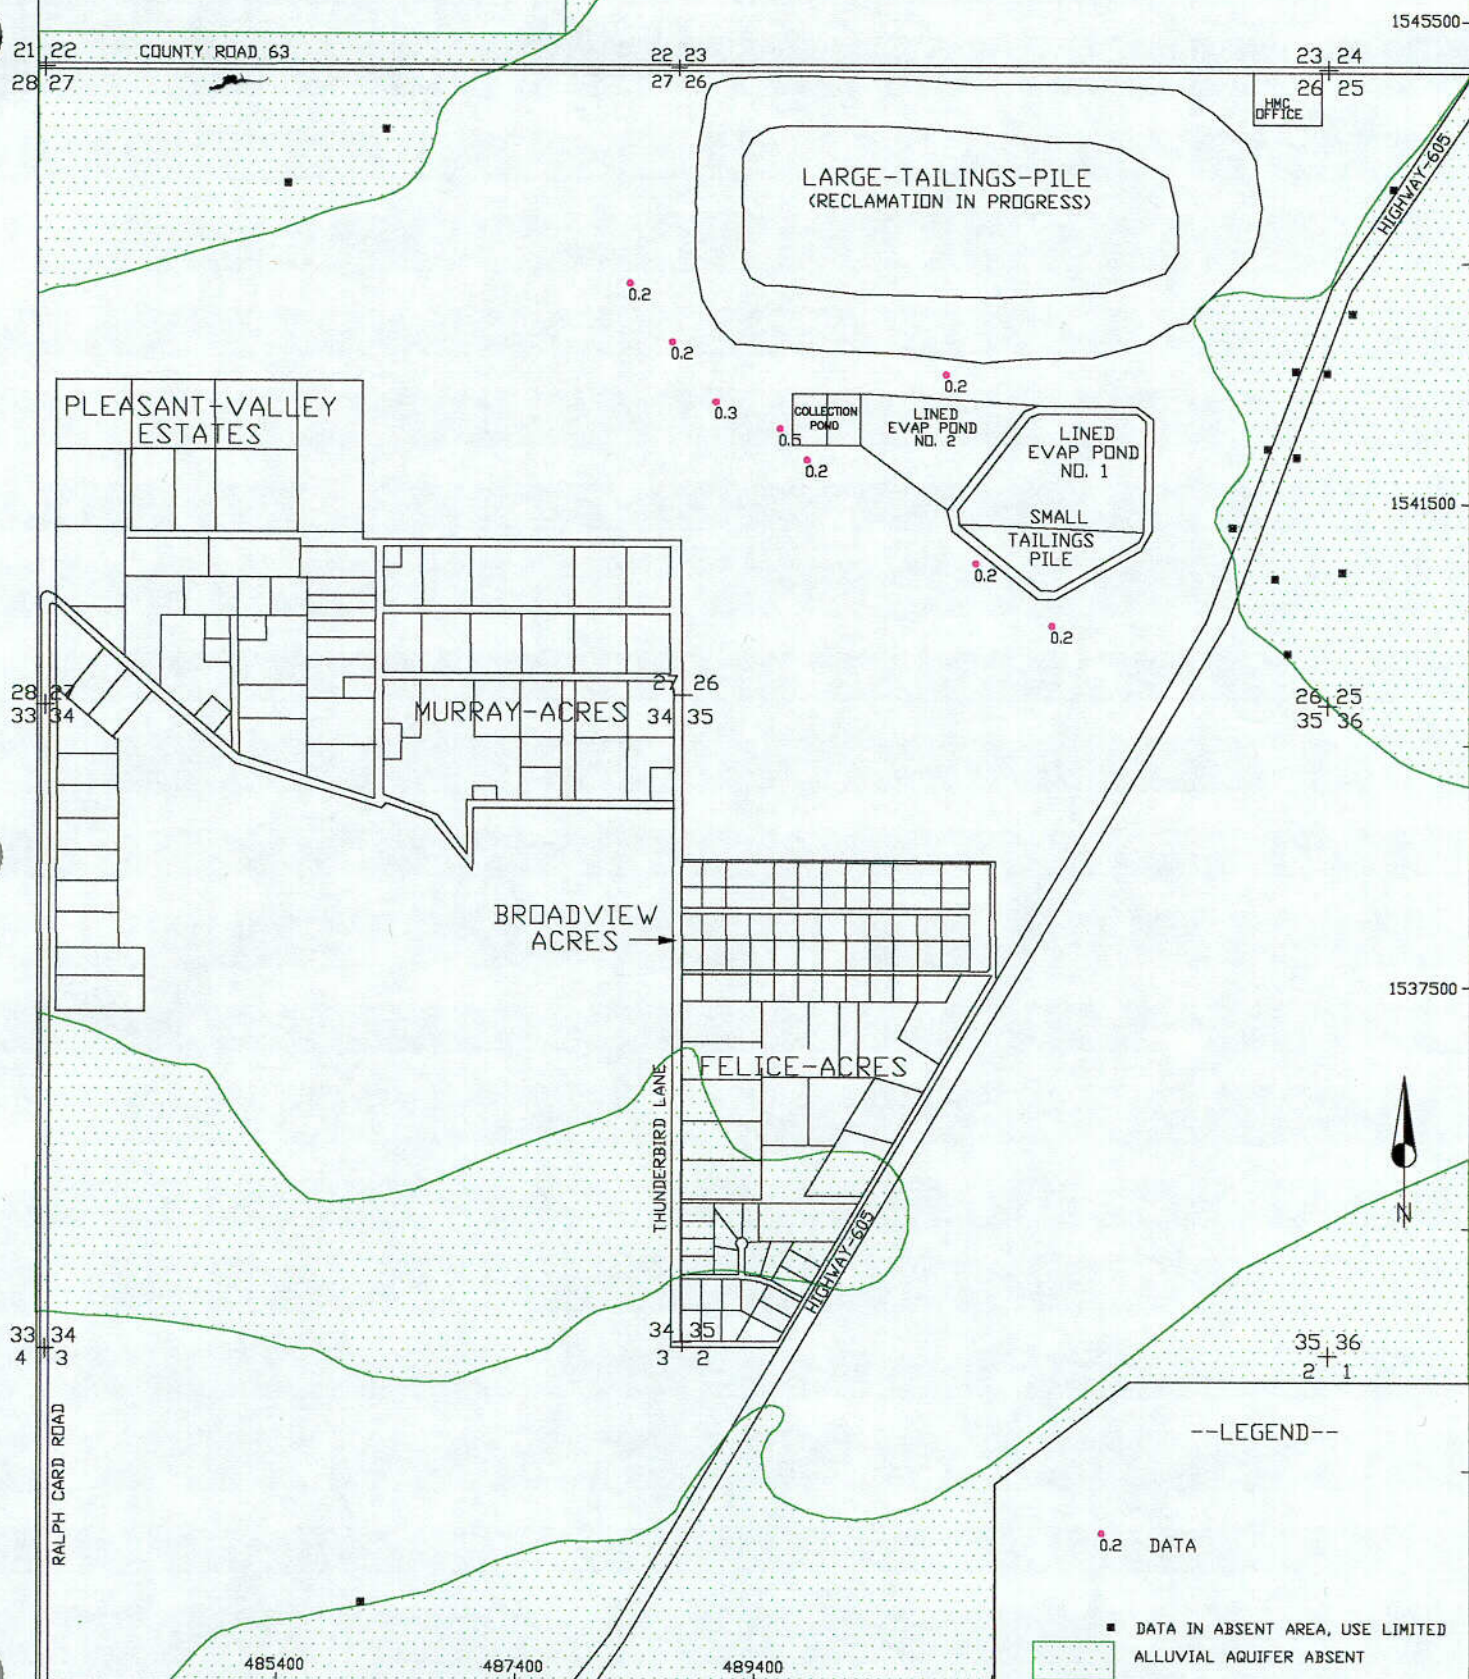 1545500
21 22
COUNTY ROAD 63
22 23
23 24
28 27
27 26
26 25
HMC
OFFICE
HIGHWAY-605
LARGE-TAILINGS-PILE
(RECLAMATION IN PROGRESS)
0.2
0.2
0.2
PLEASANT-VALLEY
ESTATES
0.3
COLLECTION
POND
LINED
EVAP POND
NO. 2
0.5
0.2
LINED
EVAP POND
NO. 1
1541500
SMALL
TAILINGS
PILE
0.2
0.2
28 27
33 34
27 26
34 35
MURRAY-ACRES
26 25
35 36
BROADVIEW
ACRES
1537500
FELICE-ACRES
THUNDERBIRD LANE
HIGHWAY-605
N
33 34
4 3
34 35
3 2
35 36
2 1
RALPH CARD ROAD
--LEGEND--
0.2 DATA
DATA IN ABSENT AREA, USE LIMITED
ALLUVIAL AQUIFER ABSENT
485400
487400
489400